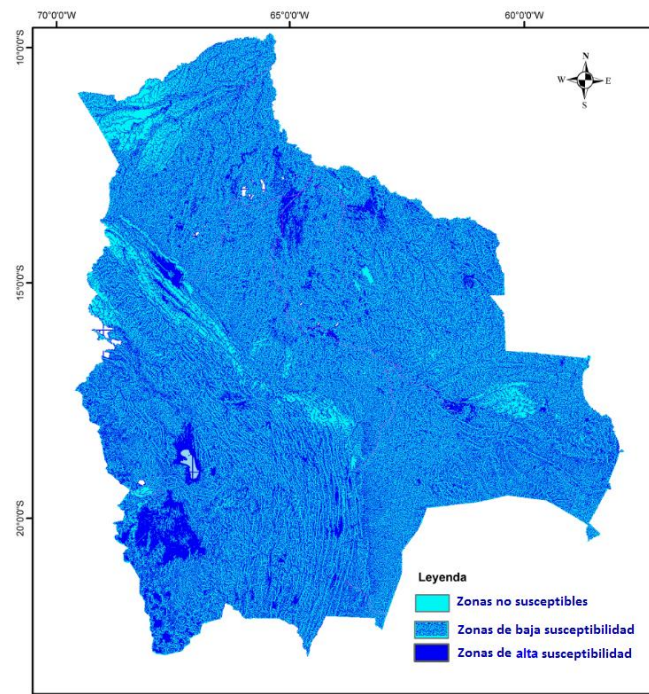 70°0'0"W 65°0'0"W 60°0'0"W
10°0'0"S
N
W E
S
15°0'0"S
20°0'0"S
Leyenda
Zonas no susceptibles
Zonas de baja susceptibilidad
Zonas de alta susceptibilidad